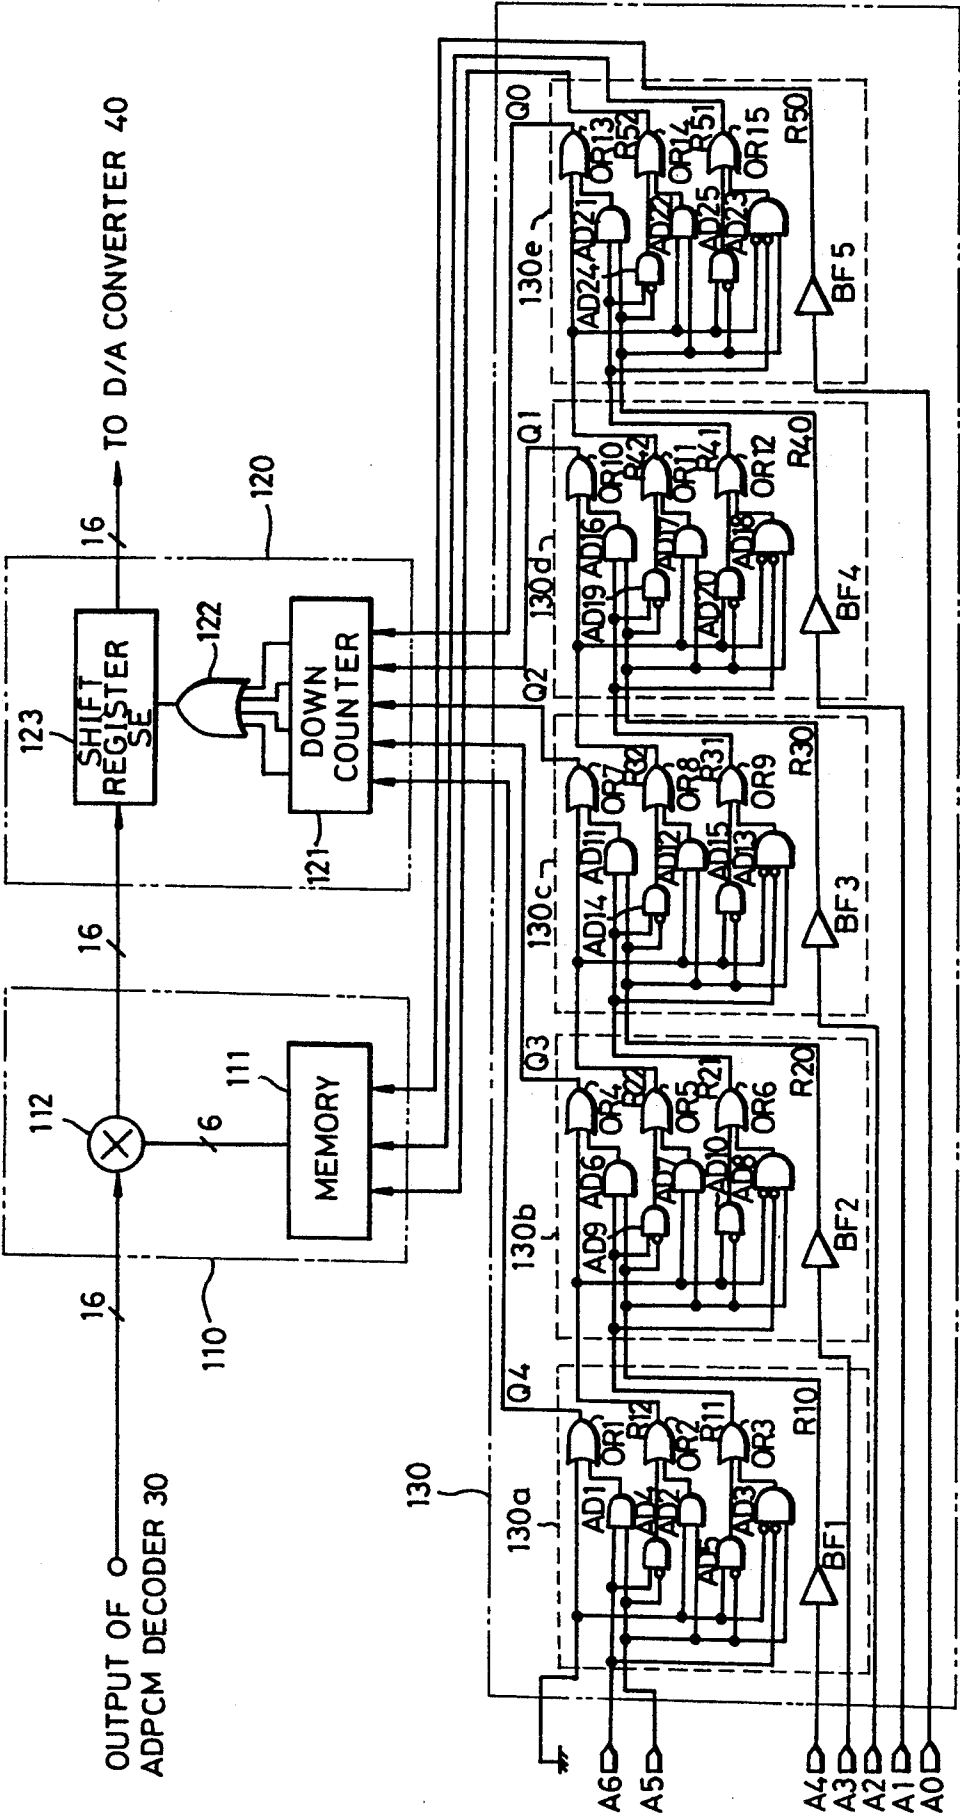 OUTPUT OF
ADPCM DECODER 30
16
112
16
123
SHIFT
REGISTER
SE
16
TO D/A CONVERTER 40
110
6
111
MEMORY
122
120
121
DOWN
COUNTER
130
Q4
Q3
Q2
Q1
Q0
130a
AD1
OR1
AD4
AD2
R12
OR2
AD5
AD3
R11
OR3
BF1
R10
130b
AD9
AD6
OR4
AD7
R22
OR5
AD10
AD8
R21
OR6
BF2
R20
130c
AD14
AD11
OR7
AD12
R32
OR8
AD15
AD13
R31
OR9
BF3
R30
130d
AD19
AD16
OR10
AD17
R42
OR11
AD20
AD18
R41
OR12
BF4
R40
130e
AD24
AD21
OR13
AD22
R52
OR14
AD25
AD23
R51
OR15
BF5
R50
A6
A5
A4
A3
A2
A1
A0